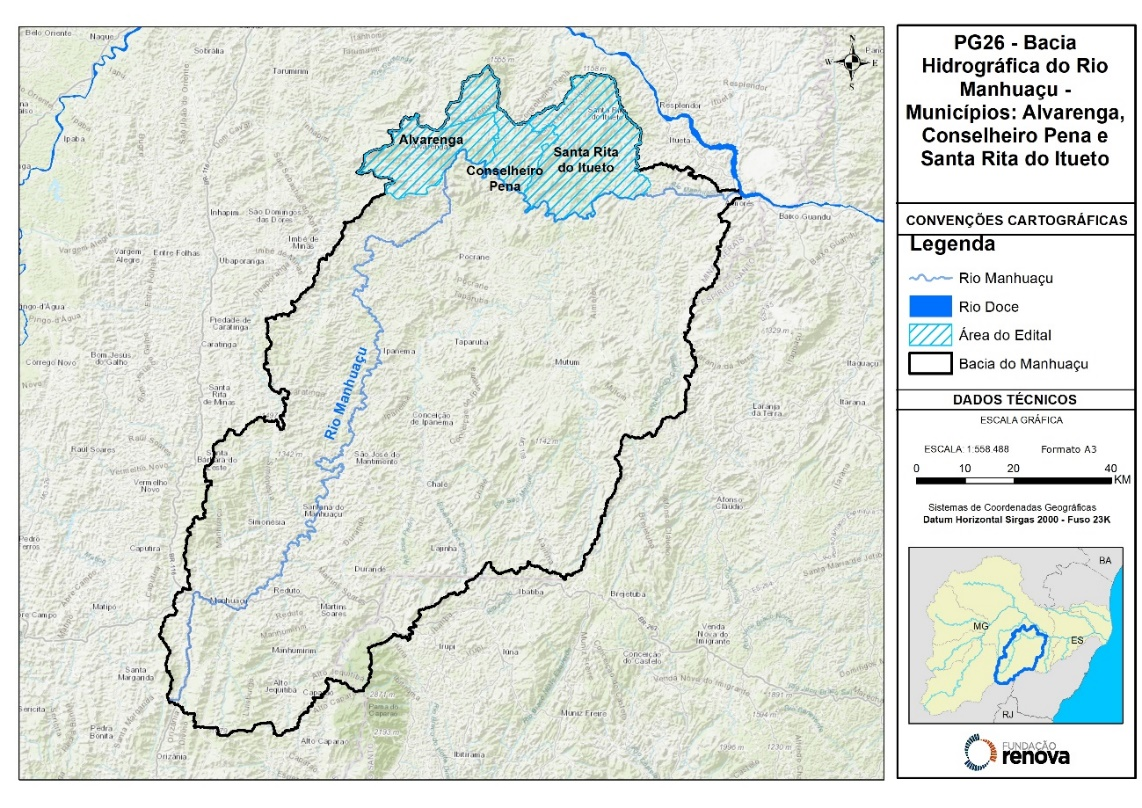 PG26 - Bacia
Hidrográfica do Rio
Manhuaçu -
Municípios: Alvarenga,
Conselheiro Pena e
Santa Rita do Itueto
CONVENÇÕES CARTOGRÁFICAS
Legenda
Rio Manhuaçu
Rio Doce
Área do Edital
Bacia do Manhuaçu
DADOS TÉCNICOS
ESCALA GRÁFICA
ESCALA: 1:558.488 Formato A3
0 10 20 40
KM
Sistemas de Coordenadas Geográficas
Datum Horizontal Sirgas 2000 - Fuso 23K
BA
MG
ES
RJ
FUNDAÇÃO
renova
N
W E
S
Belo Oriente
Naque
Sobrália
Tarumirim
Ipaba
Alvarenga
Conselheiro
Pena
Santa Rita
do Itueto
Resplendor
Itueta
Baixo Guandu
Inhapim
São Domingos
das Dores
Imbé de
Minas
Vargem
Alegre
Entre Folhas
Ubaporanga
Pocrane
Piedade de
Caratinga
Caratinga
Bom Jesus
do Galho
Córrego Novo
Ipanema
Taparuba
Mutum
Itaguaçu
Santa
Rita
de Minas
Rio Manhuaçu
Conceição
de Ipanema
Laranja
da Terra
Itarana
Raul Soares
Santa
Bárbara do
Leste
São José do
Mantimento
Vermelho
Novo
Chalé
Afonso
Cláudio
Simonésia
Santana do
Manhuaçu
Caputira
Lajinha
Durandé
Ibatiba
Brejetuba
Matipó
Manhuaçu
Reduto
Martins
Soares
Manhumirim
Irupi
Iúna
Venda
Nova do
Imigrante
Conceição
do Castelo
Santa
Margarida
Alto
Jequitibá
Caparaó
Pedra
Bonita
Alto Caparaó
Muniz Freire
Orizânia
Ibitirama